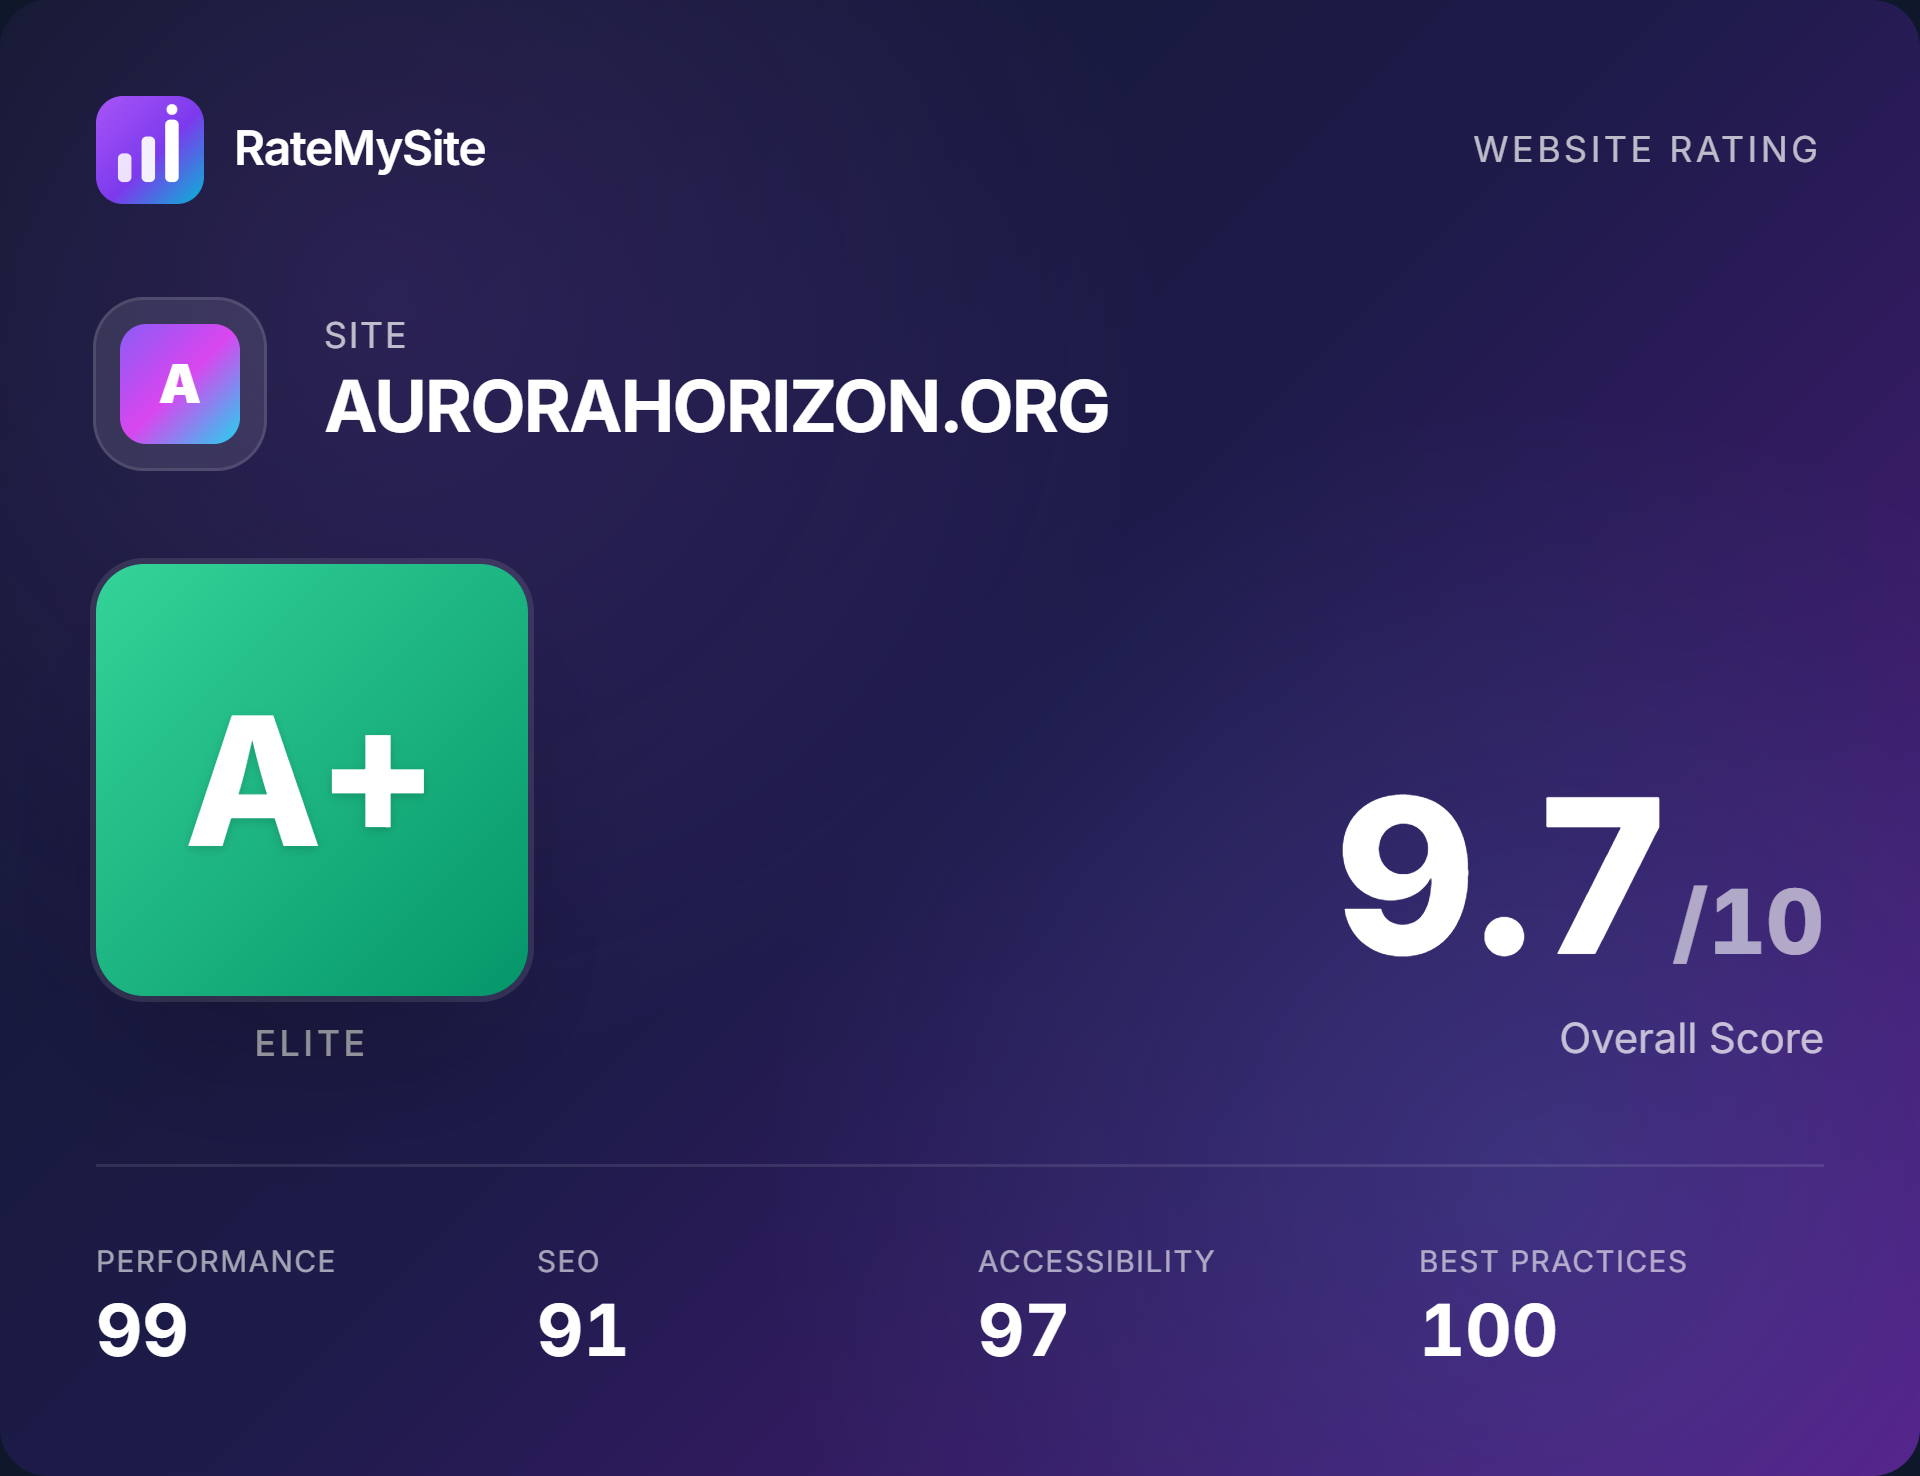 RateMySite
WEBSITE RATING
A
SITE
AURORAHORIZON.ORG
A+
ELITE
9.7/10
Overall Score
PERFORMANCE
99
SEO
91
ACCESSIBILITY
97
BEST PRACTICES
100